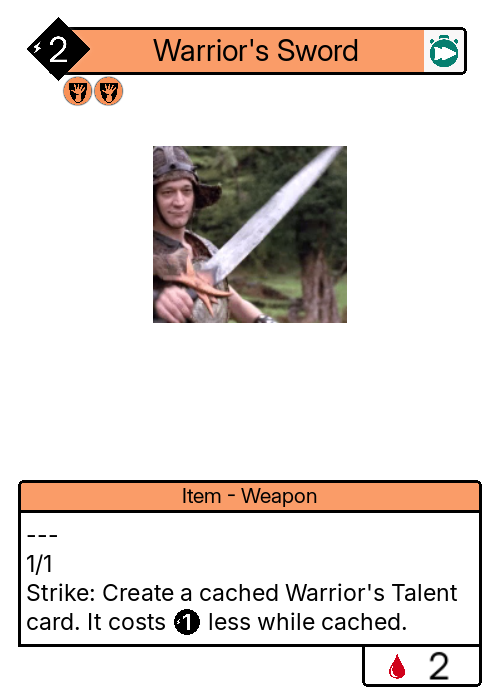 2 Warrior's Sword
Item - Weapon
---
1/1
Strike: Create a cached Warrior's Talent
card. It costs 1 less while cached.
2